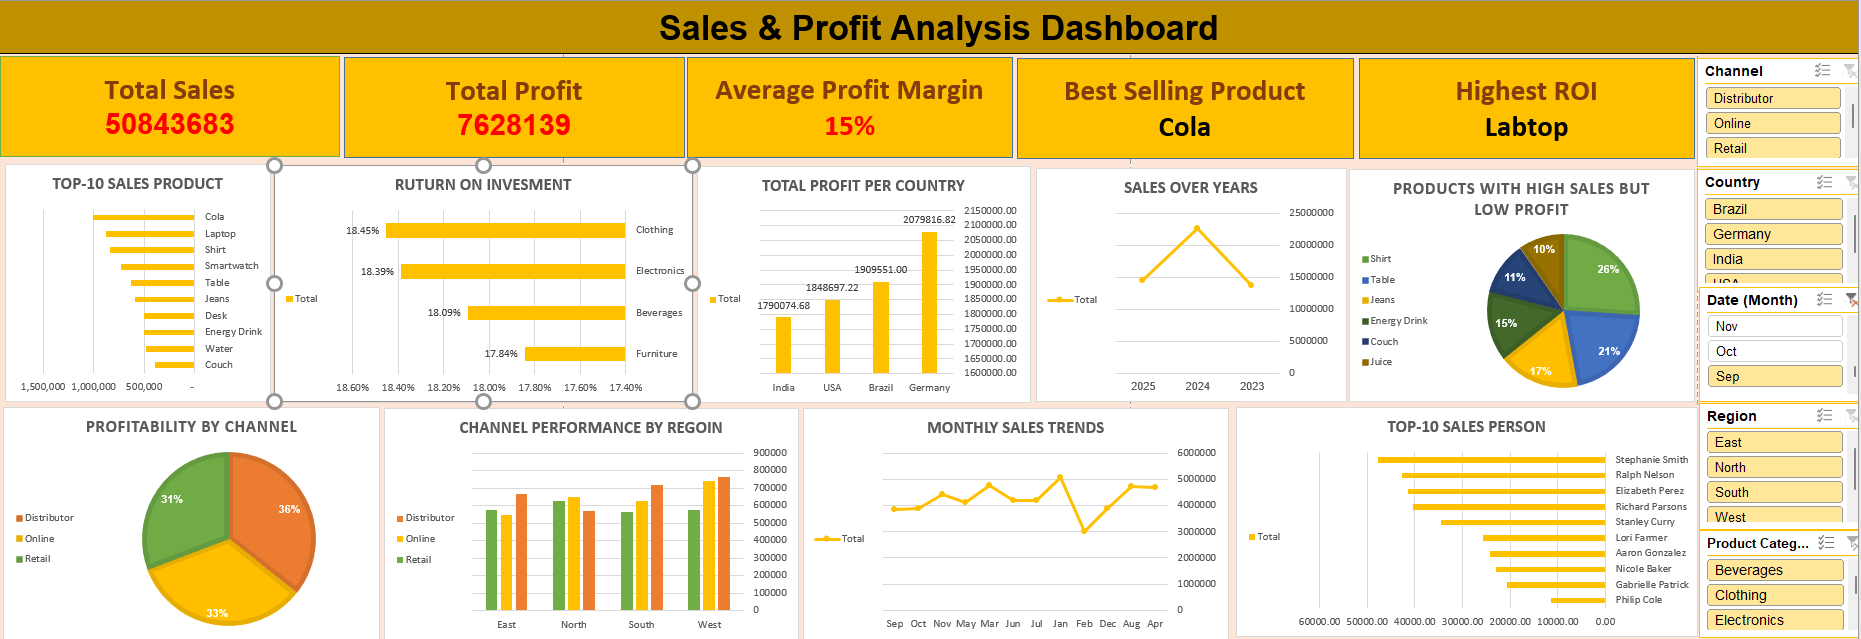 Sales & Profit Analysis Dashboard
Total Sales
50843683
Total Profit
7628139
Average Profit Margin
15%
Best Selling Product
Cola
Highest ROI
Labtop
Channel
Distributor
Online
Retail
TOP-10 SALES PRODUCT
Cola
Laptop
Shirt
Smartwatch
Table
Jeans
Desk
Energy Drink
Water
Couch
1,500,000 1,000,000 500,000 -
RUTURN ON INVESMENT
Total
18.45% Clothing
18.39% Electronics
18.09% Beverages
17.84% Furniture
18.60% 18.40% 18.20% 18.00% 17.80% 17.60% 17.40%
TOTAL PROFIT PER COUNTRY
Total
1790074.68
1848697.22
1909551.00
2079816.82
2150000.00
2100000.00
2050000.00
2000000.00
1950000.00
1900000.00
1850000.00
1800000.00
1750000.00
1700000.00
1650000.00
1600000.00
India USA Brazil Germany
SALES OVER YEARS
Total
25000000
20000000
15000000
10000000
5000000
0
2025 2024 2023
PRODUCTS WITH HIGH SALES BUT
LOW PROFIT
Shirt
Table
Jeans
Energy Drink
Couch
Juice
10%
26%
11%
15%
21%
17%
Country
Brazil
Germany
India
USA
Date (Month)
Nov
Oct
Sep
PROFITABILITY BY CHANNEL
Distributor
Online
Retail
31%
36%
33%
CHANNEL PERFORMANCE BY REGOIN
Distributor
Online
Retail
900000
800000
700000
600000
500000
400000
300000
200000
100000
0
East North South West
MONTHLY SALES TRENDS
Total
6000000
5000000
4000000
3000000
2000000
1000000
0
Sep Oct Nov May Mar Jun Jul Jan Feb Dec Aug Apr
TOP-10 SALES PERSON
Total
Stephanie Smith
Ralph Nelson
Elizabeth Perez
Richard Parsons
Stanley Curry
Lori Farmer
Aaron Gonzalez
Nicole Baker
Gabrielle Patrick
Philip Cole
60000.00 50000.00 40000.00 30000.00 20000.00 10000.00 0.00
Region
East
North
South
West
Product Categ...
Beverages
Clothing
Electronics